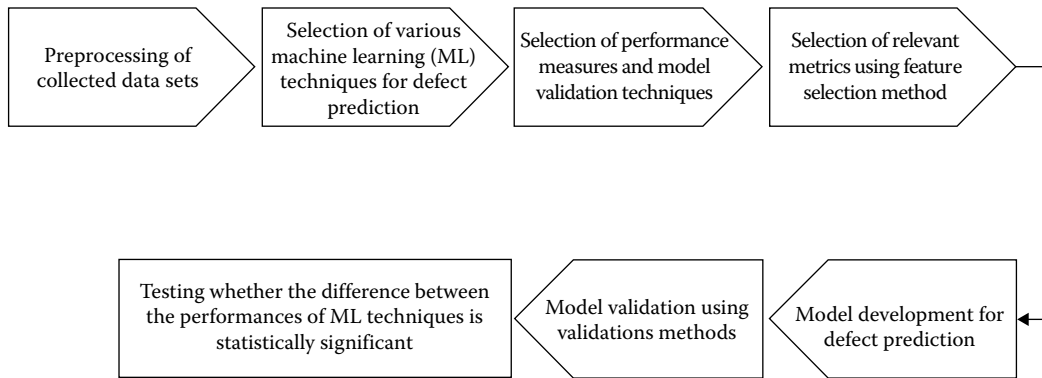 Preprocessing of
collected data sets
Selection of various
machine learning (ML)
techniques for defect
prediction
Selection of performance
measures and model
validation techniques
Selection of relevant
metrics using feature
selection method
Model development for
defect prediction
Model validation using
validations methods
Testing whether the difference between
the performances of ML techniques is
statistically significant